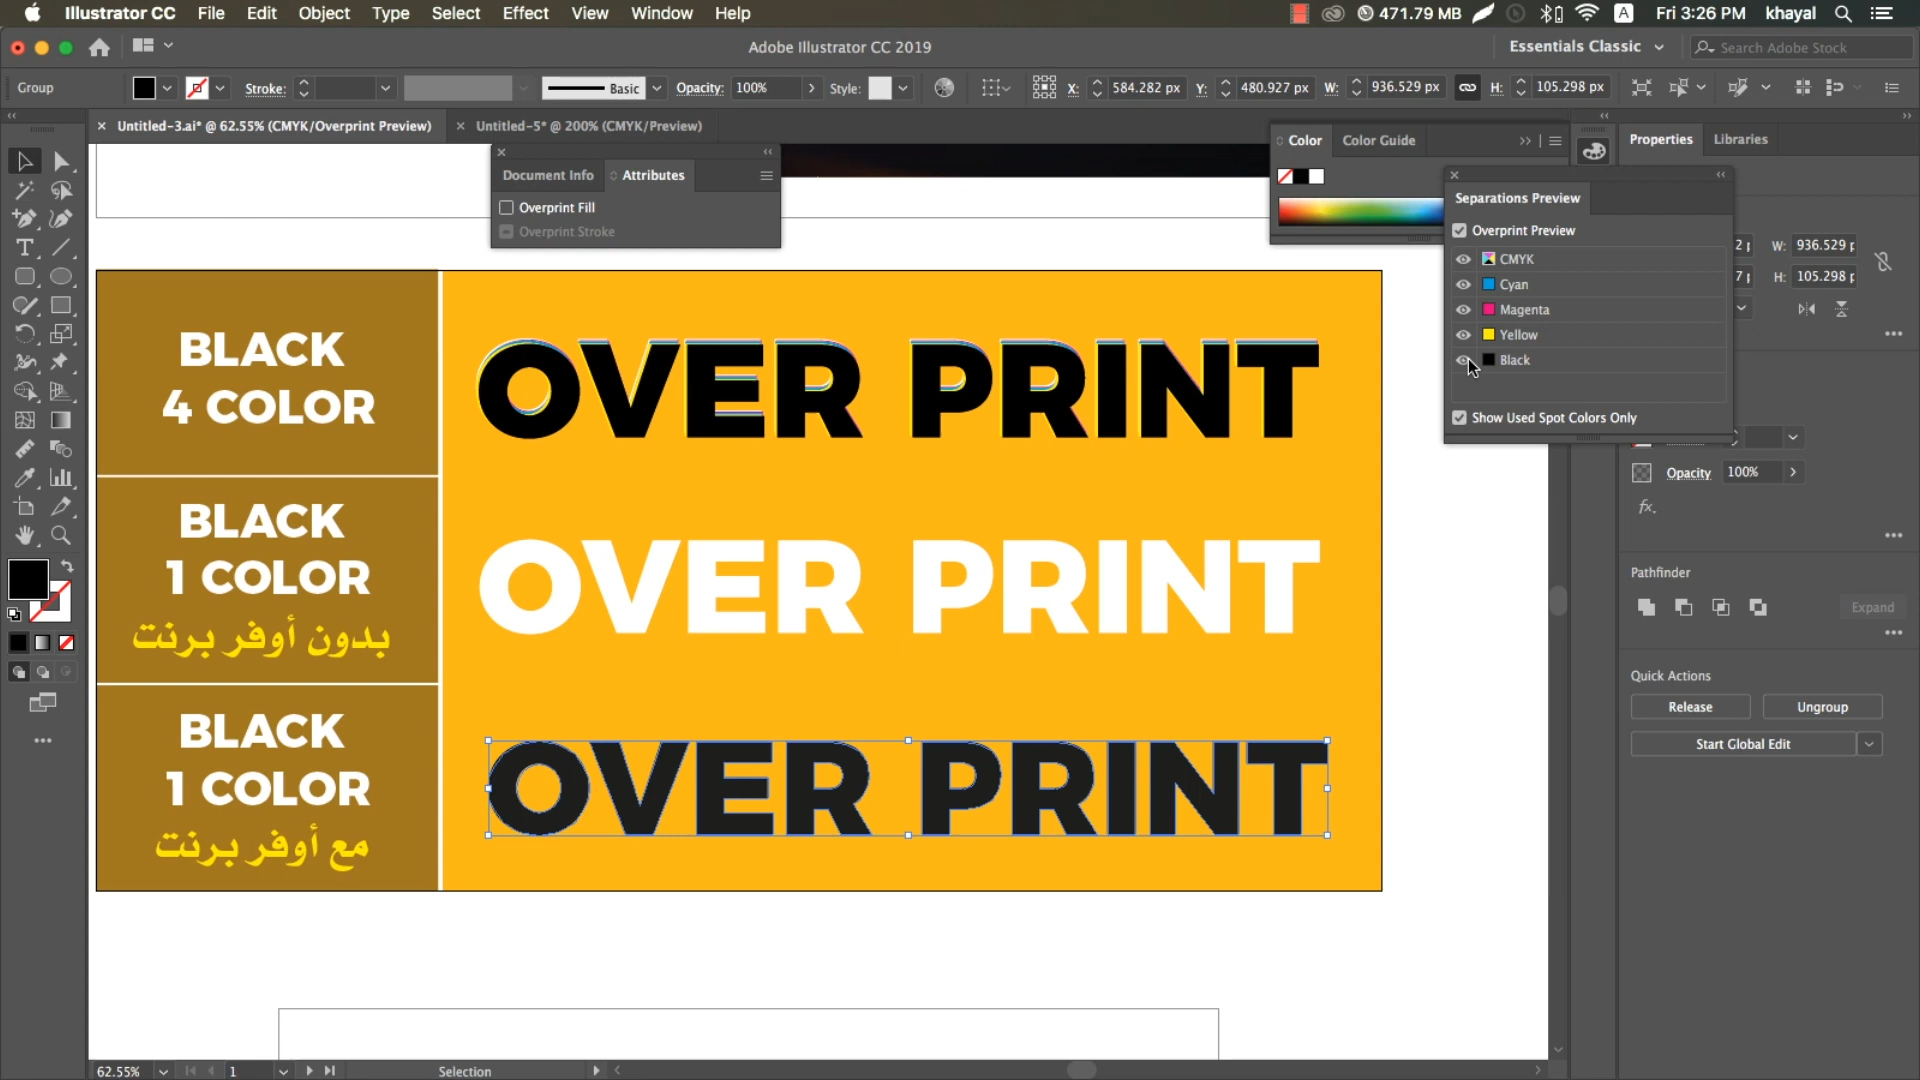 Illustrator CC File Edit Object Type Select Effect View Window Help
471.79 MB A Fri 3:26 PM khayal
Adobe Illustrator CC 2019
Essentials Classic
Search Adobe Stock
Group Stroke: Basic Opacity: 100% Style: X: 584.282 px Y: 480.927 px W: 936.529 px H: 105.298 px
Untitled-3.ai* @ 62.55% (CMYK/Overprint Preview)
Untitled-5* @ 200% (CMYK/Preview)
Document Info
Attributes
Overprint Fill
Overprint Stroke
Color
Color Guide
Separations Preview
Overprint Preview
CMYK
Cyan
Magenta
Yellow
Black
Show Used Spot Colors Only
Properties
Libraries
W: 936.529 p
H: 105.298 p
Opacity 100%
fx.
Pathfinder
Expand
Quick Actions
Release
Ungroup
Start Global Edit
BLACK
4 COLOR
OVER PRINT
BLACK
1 COLOR
بدون أوفر برنت
OVER PRINT
BLACK
1 COLOR
مع أوفر برنت
OVER PRINT
62.55% 1 Selection